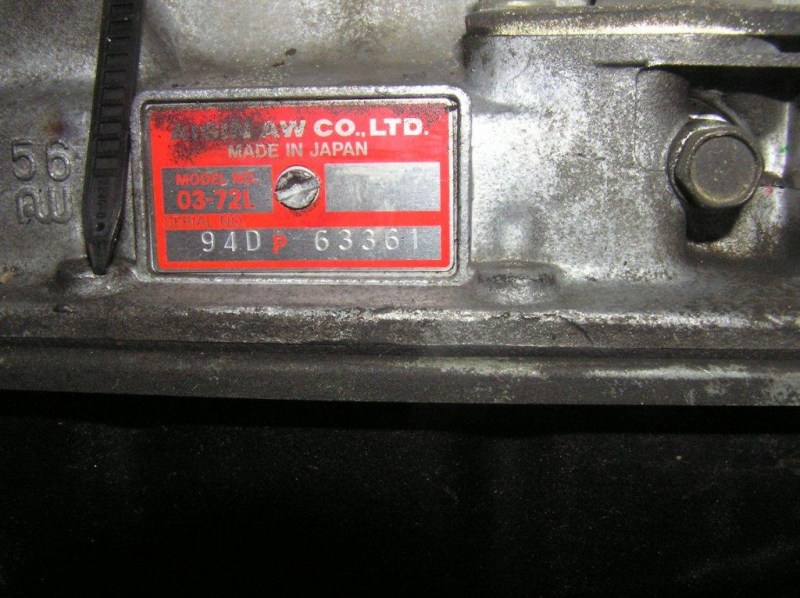 56
AW
AISIN AW CO.,LTD.
MADE IN JAPAN
MODEL NO.
03-72L
SERIAL NO.
94D P 63361